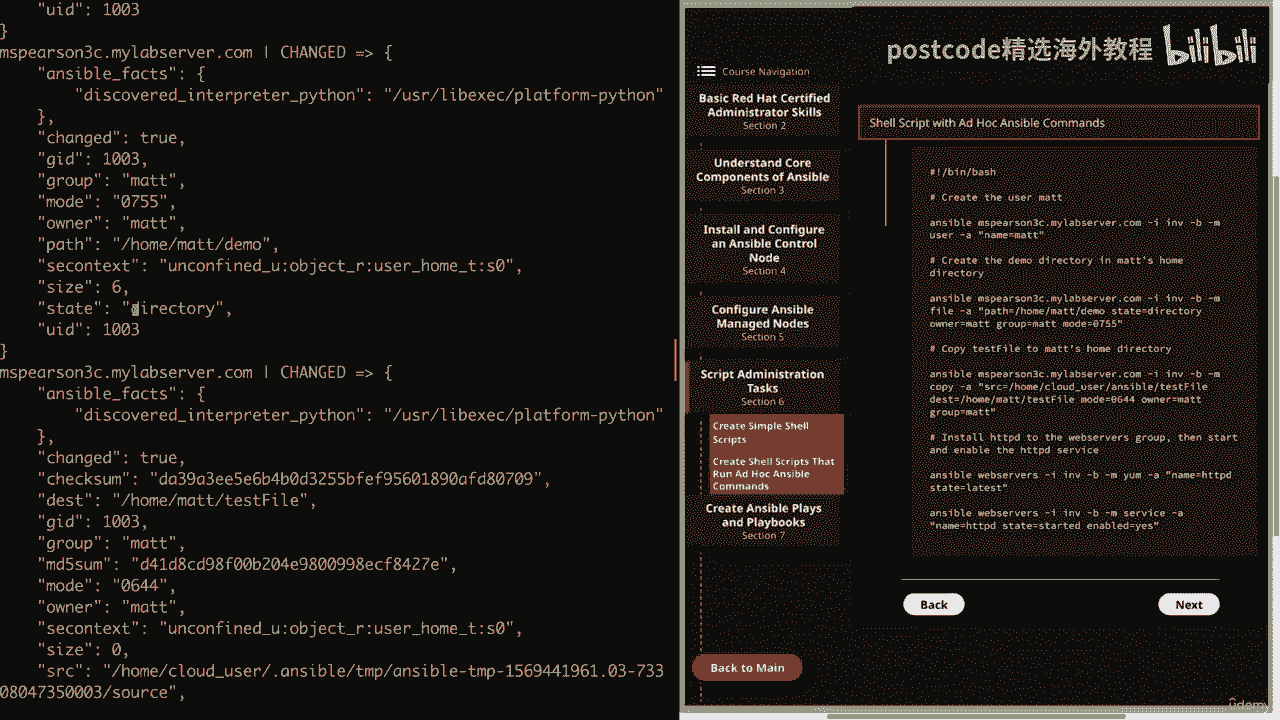 "uid": 1003
}
mspearson3c.mylabserver.com | CHANGED => {
"ansible_facts": {
"discovered_interpreter_python": "/usr/libexec/platform-python"
},
"changed": true,
"gid": 1003,
"group": "matt",
"mode": "0755",
"owner": "matt",
"path": "/home/matt/demo",
"secontext": "unconfined_u:object_r:user_home_t:s0",
"size": 6,
"state": "directory",
"uid": 1003
}
mspearson3c.mylabserver.com | CHANGED => {
"ansible_facts": {
"discovered_interpreter_python": "/usr/libexec/platform-python"
},
"changed": true,
"checksum": "da39a3ee5e6b4b0d3255bfef95601890afd80709",
"dest": "/home/matt/testFile",
"gid": 1003,
"group": "matt",
"md5sum": "d41d8cd98f00b204e9800998ecf8427e",
"mode": "0644",
"owner": "matt",
"secontext": "unconfined_u:object_r:user_home_t:s0",
"size": 0,
"src": "/home/cloud_user/.ansible/tmp/ansible-tmp-1569441961.03-733
08047350003/source",
postcode精选海外教程 bilibili
Course Navigation
Basic Red Hat Certified
Administrator Skills
Section 2
Understand Core
Components of Ansible
Section 3
Install and Configure
an Ansible Control
Node
Section 4
Configure Ansible
Managed Nodes
Section 5
Script Administration
Tasks
Section 6
Create Simple Shell
Scripts
Create Shell Scripts That
Run Ad Hoc Ansible
Commands
Create Ansible Plays
and Playbooks
Section 7
Back to Main
Shell Script with Ad Hoc Ansible Commands
#!/bin/bash
# Create the user matt
ansible mspearson3c.mylabserver.com -i inv -b -m
user -a "name=matt"
# Create the demo directory in matt's home
directory
ansible mspearson3c.mylabserver.com -i inv -b -m
file -a "path=/home/matt/demo state=directory
owner=matt group=matt mode=0755"
# Copy testFile to matt's home directory
ansible mspearson3c.mylabserver.com -i inv -b -m
copy -a "src=/home/cloud_user/ansible/testFile
dest=/home/matt/testFile mode=0644 owner=matt
group=matt"
# Install httpd to the webservers group, then start
and enable the httpd service
ansible webservers -i inv -b -m yum -a "name=httpd
state=latest"
ansible webservers -i inv -b -m service -a
"name=httpd state=started enabled=yes"
Back
Next
ûdemy